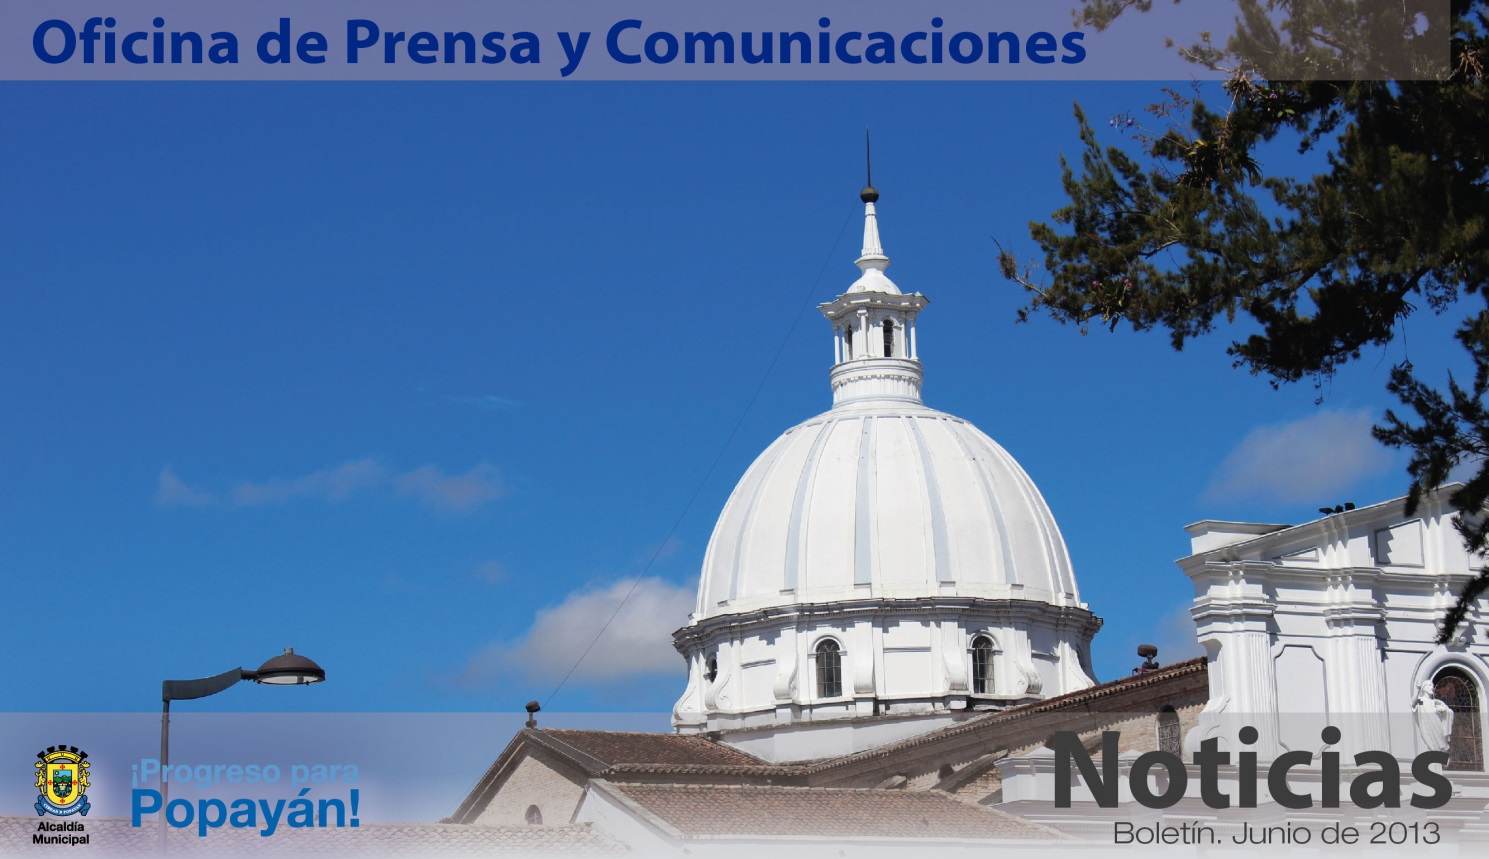 Oficina de Prensa y Comunicaciones
Alcaldía
Municipal
¡Progreso para
Popayán!
Noticias
Boletín. Junio de 2013